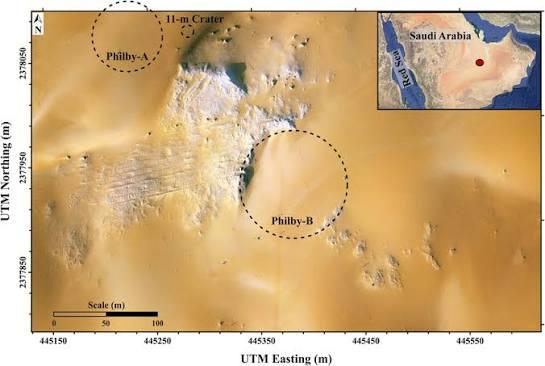 N
11-m Crater
Philby-A
Saudi Arabia
Red Sea
Philby-B
Scale (m)
0 50 100
2378050
2377950
2377850
UTM Northing (m)
445150 445250 445350 445450 445550
UTM Easting (m)